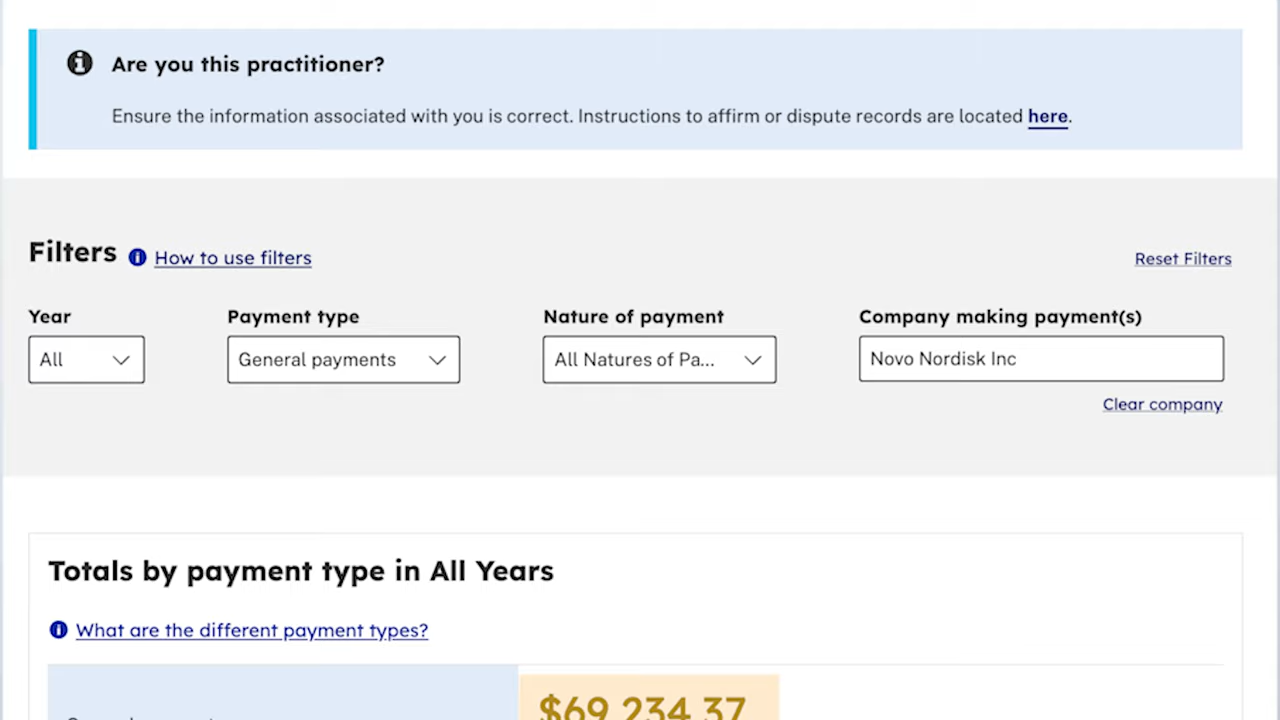 Are you this practitioner?
Ensure the information associated with you is correct. Instructions to affirm or dispute records are located here.
Filters How to use filters Reset Filters
Year Payment type Nature of payment Company making payment(s)
All General payments All Natures of Pa... Novo Nordisk Inc
Clear company
Totals by payment type in All Years
What are the different payment types?
$69,234.37